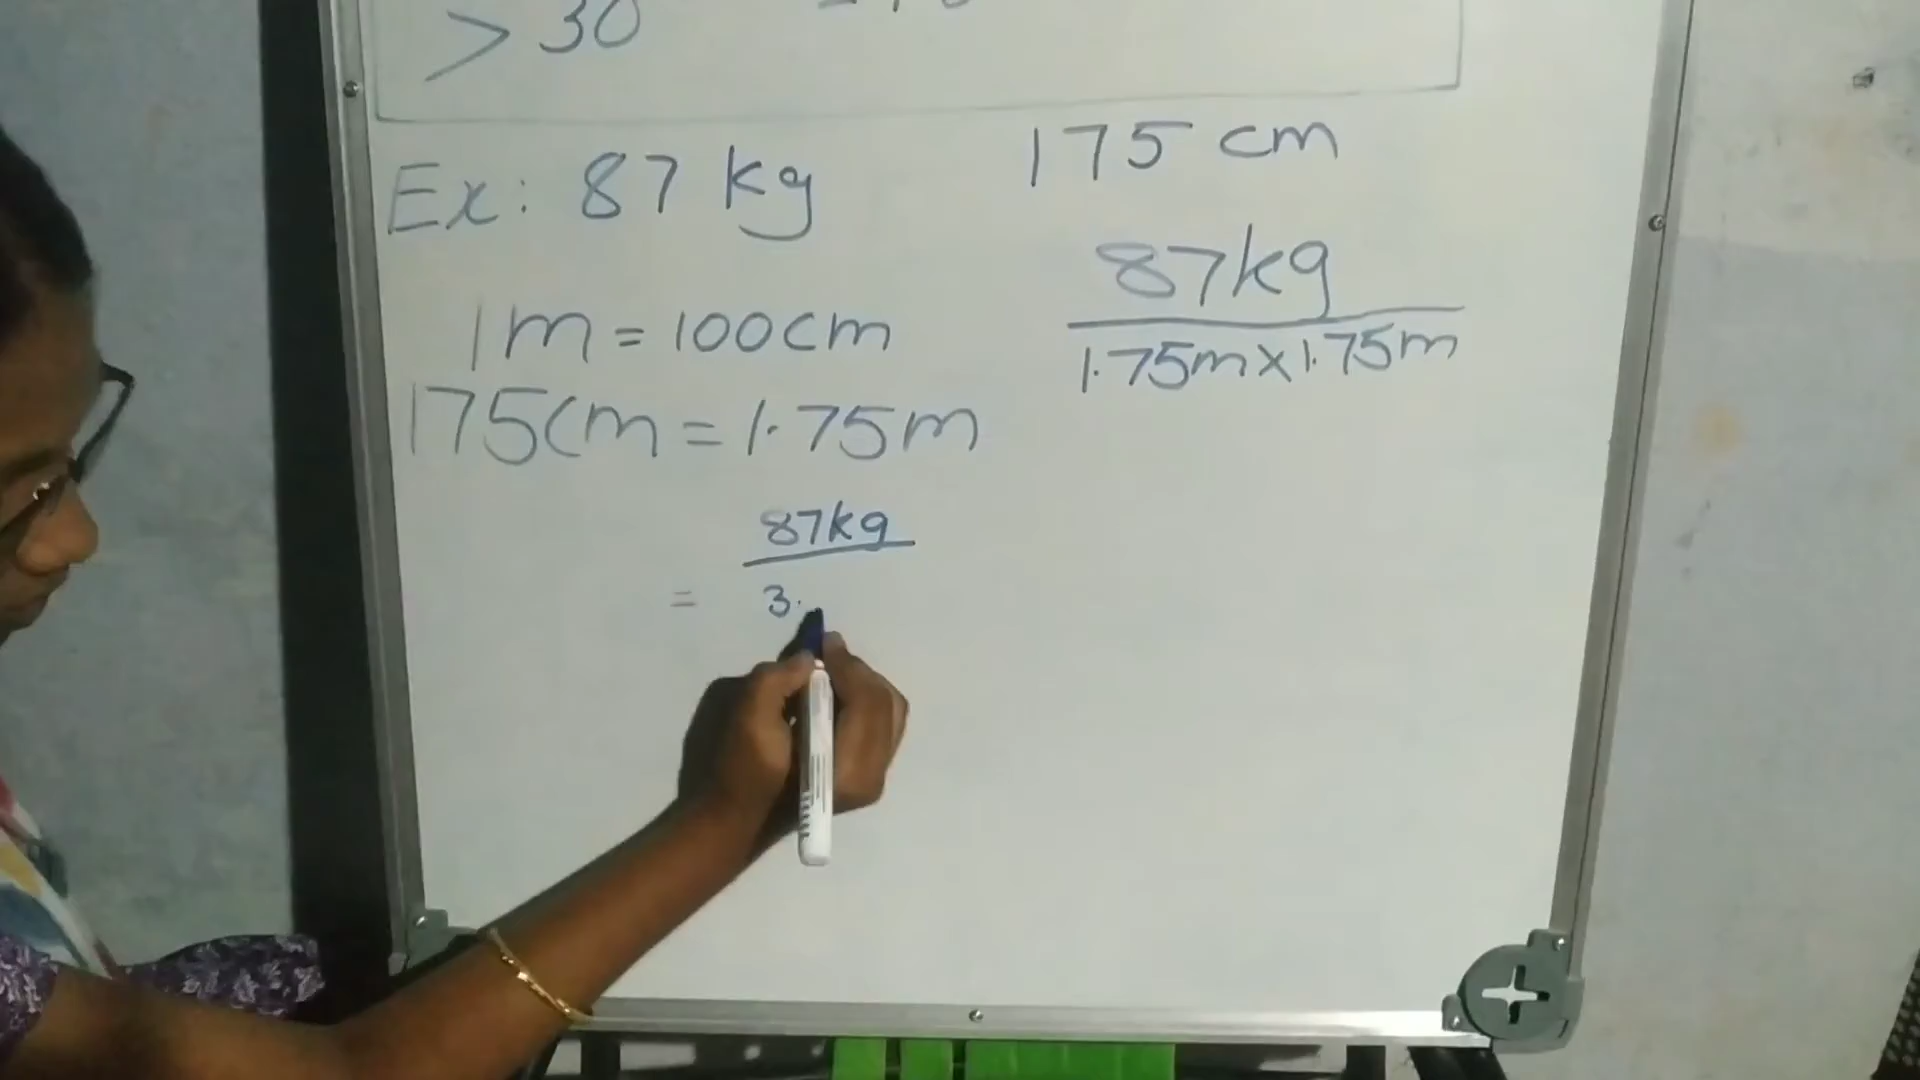 > 30
Ex: 87 kg
175 cm
87kg
1.75m x 1.75m
1m = 100cm
175cm = 1.75m
87kg
= 3.